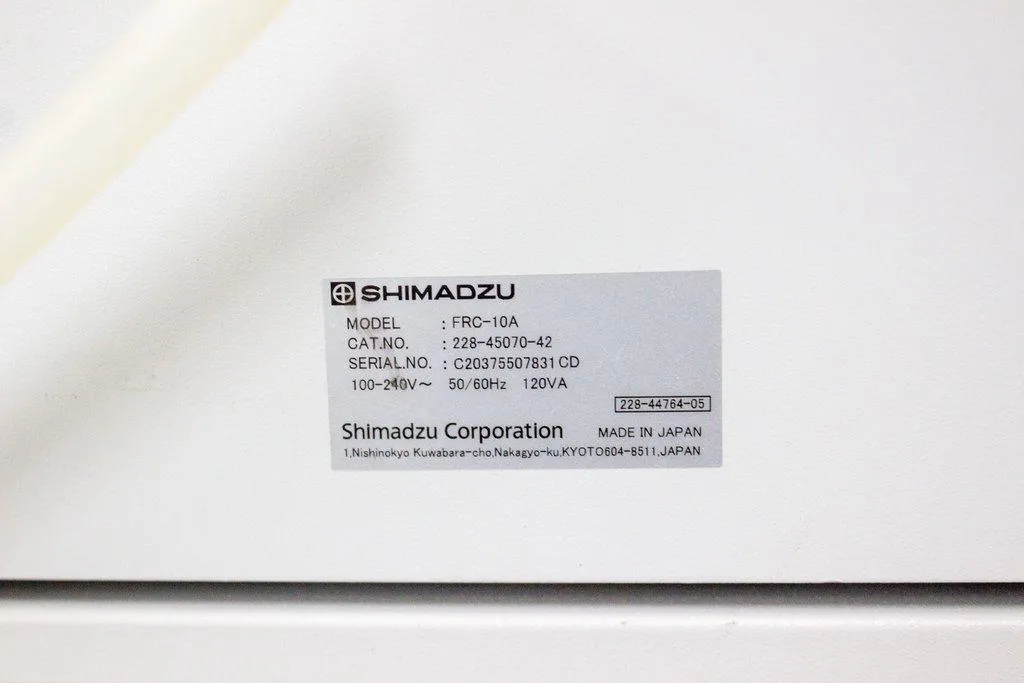 SHIMADZU
MODEL : FRC-10A
CAT.NO. : 228-45070-42
SERIAL.NO. : C20375507831CD
100-240V～ 50/60Hz 120VA
228-44764-05
Shimadzu Corporation MADE IN JAPAN
1,Nishinokyo Kuwabara-cho,Nakagyo-ku,KYOTO604-8511,JAPAN